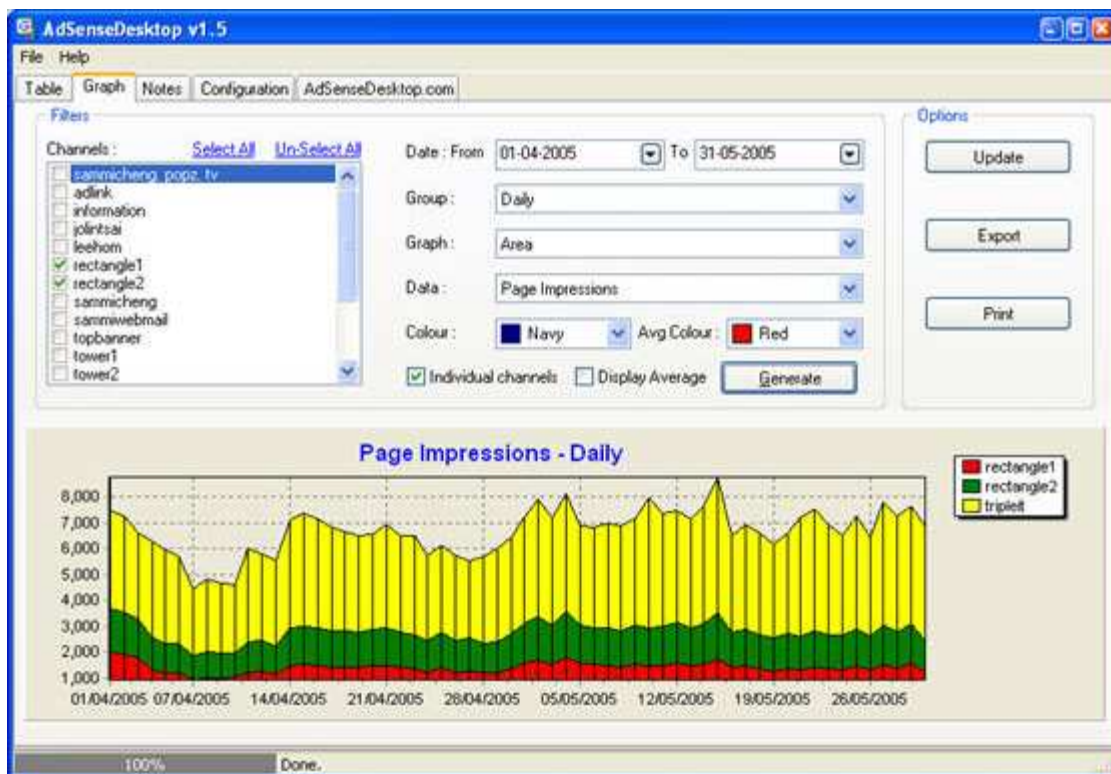 AdSenseDesktop v1.5
File Help
Table Graph Notes Configuration AdSenseDesktop.com
Filters
Options
Channels : Select All Un-Select All
sammicheng_popz_tv
adlink
information
jolintsai
leehom
rectangle1
rectangle2
sammicheng
sammiwebmail
topbanner
tower1
tower2
Date : From 01-04-2005 To 31-05-2005
Group : Daily
Graph : Area
Data : Page Impressions
Colour : Navy Avg Colour : Red
Individual channels Display Average Generate
Update
Export
Print
Page Impressions - Daily
rectangle1
rectangle2
triplelt
8,000
7,000
6,000
5,000
4,000
3,000
2,000
1,000
01/04/2005 07/04/2005 14/04/2005 21/04/2005 28/04/2005 05/05/2005 12/05/2005 19/05/2005 26/05/2005
100% Done.